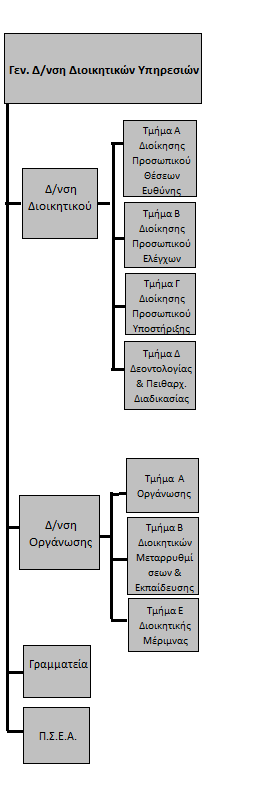 Γεν. Δ/νση Διοικητικών Υπηρεσιών
Δ/νση
Διοικητικού
Τμήμα Α
Διοίκησης
Προσωπικού
Θέσεων
Ευθύνης
Τμήμα Β
Διοίκησης
Προσωπικού
Ελέγχων
Τμήμα Γ
Διοίκησης
Προσωπικού
Υποστήριξης
Τμήμα Δ
Δεοντολογίας
& Πειθαρχ.
Διαδικασίας
Δ/νση
Οργάνωσης
Τμήμα Α
Οργάνωσης
Τμήμα Β
Διοικητικών
Μεταρρυθμί
σεων &
Εκπαίδευσης
Τμήμα Ε
Διοικητικής
Μέριμνας
Γραμματεία
Π.Σ.Ε.Α.